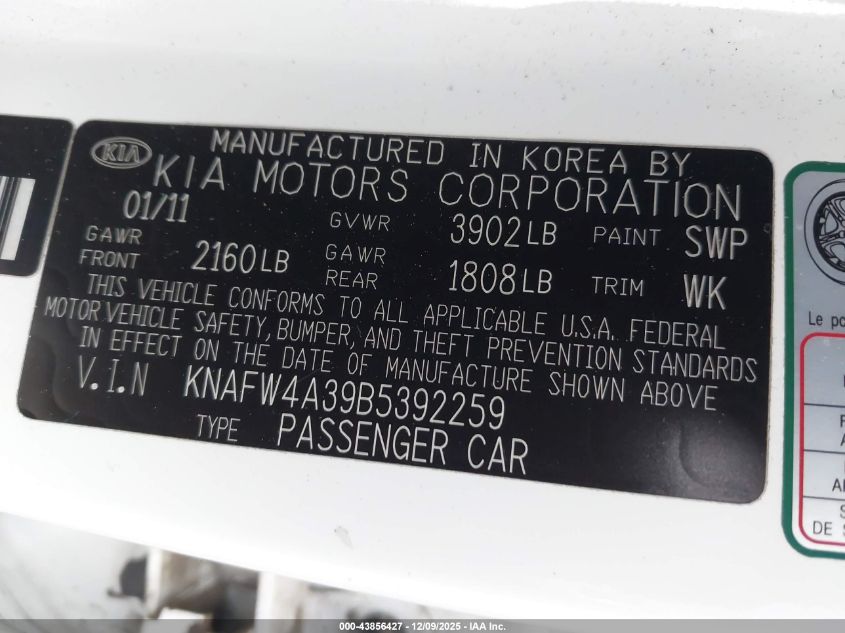 KIA
MANUFACTURED IN KOREA BY
KIA MOTORS CORPORATION
01/11 GVWR 3902LB PAINT SWP
GAWR FRONT 2160LB GAWR REAR 1808LB TRIM WK
THIS VEHICLE CONFORMS TO ALL APPLICABLE U.S.A. FEDERAL
MOTOR VEHICLE SAFETY, BUMPER, AND THEFT PREVENTION STANDARDS
IN EFFECT ON THE DATE OF MANUFACTURE SHOWN ABOVE
V.I.N KNAFW4A39B5392259
TYPE PASSENGER CAR
Le
DE
000-43856427 - 12/09/2025 - IAA Inc.